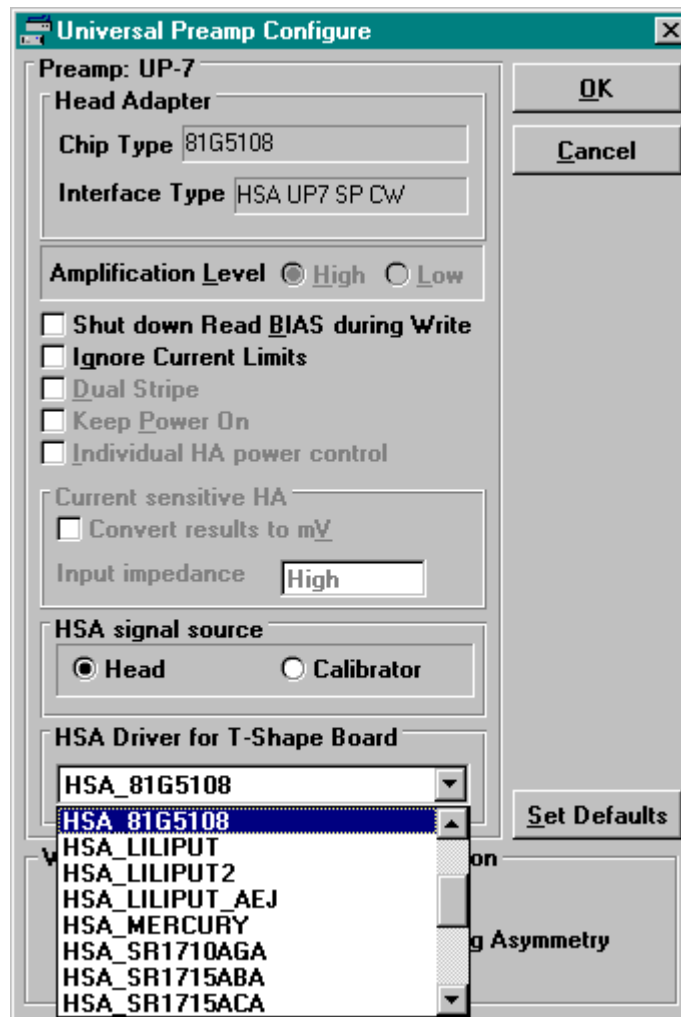 Universal Preamp Configure
Preamp: UP-7
OK
Head Adapter
Chip Type 81G5108
Cancel
Interface Type HSA UP7 SP CW
Amplification Level High Low
Shut down Read BIAS during Write
Ignore Current Limits
Dual Stripe
Keep Power On
Individual HA power control
Current sensitive HA
Convert results to mV
Input impedance High
HSA signal source
Head Calibrator
HSA Driver for T-Shape Board
HSA_81G5108
Set Defaults
HSA_81G5108
HSA_LILIPUT
HSA_LILIPUT2
HSA_LILIPUT_AEJ
HSA_MERCURY
HSA_SR1710AGA
HSA_SR1715ABA
HSA_SR1715ACA
Asymmetry